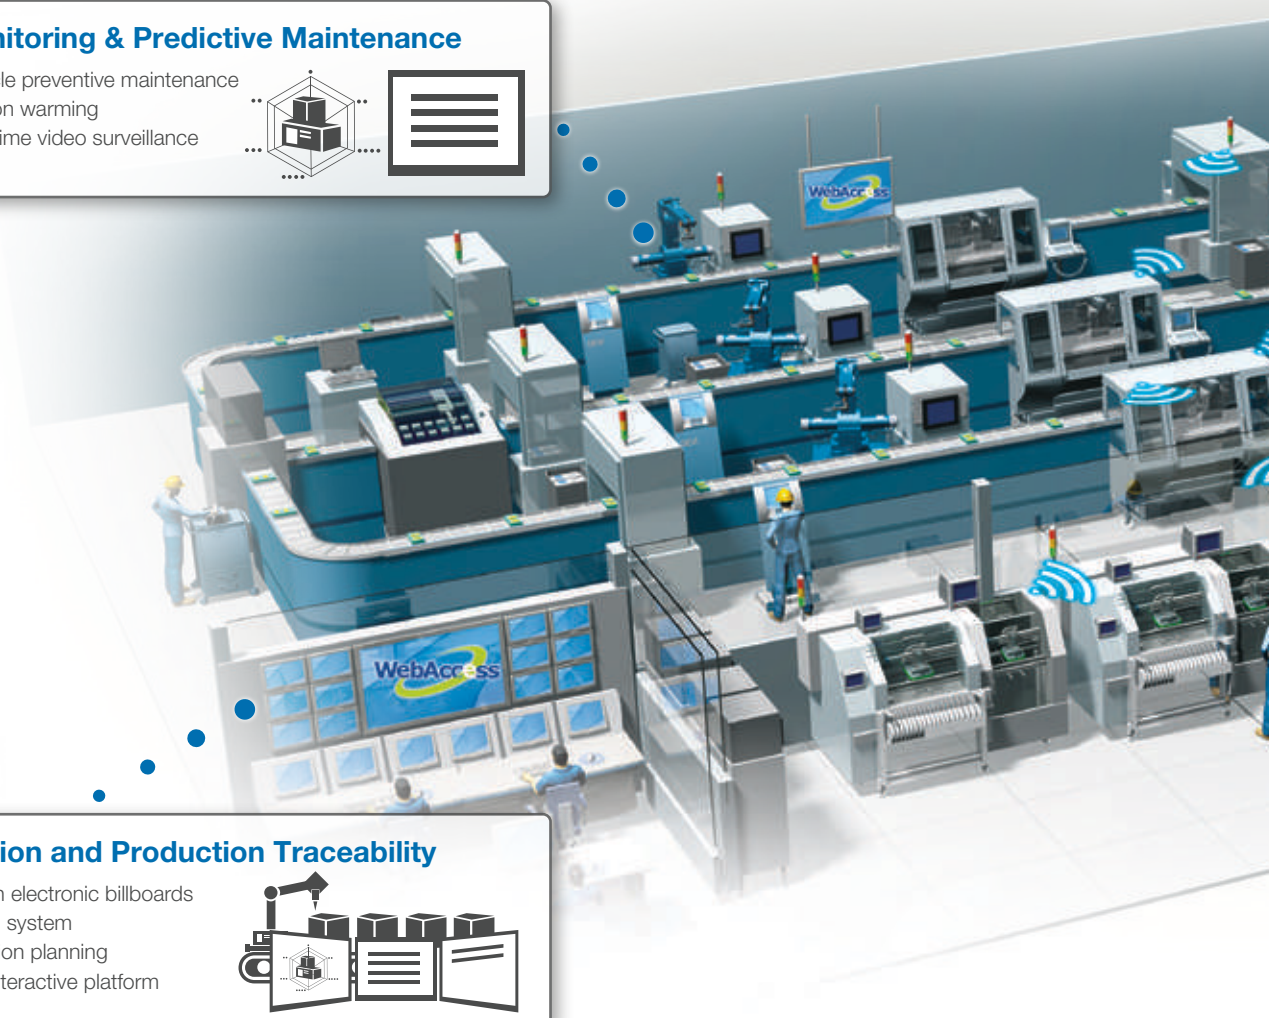 nitoring & Predictive Maintenance
le preventive maintenance
on warming
ime video surveillance
WebAccess
WebAccess
ion and Production Traceability
n electronic billboards
system
on planning
teractive platform